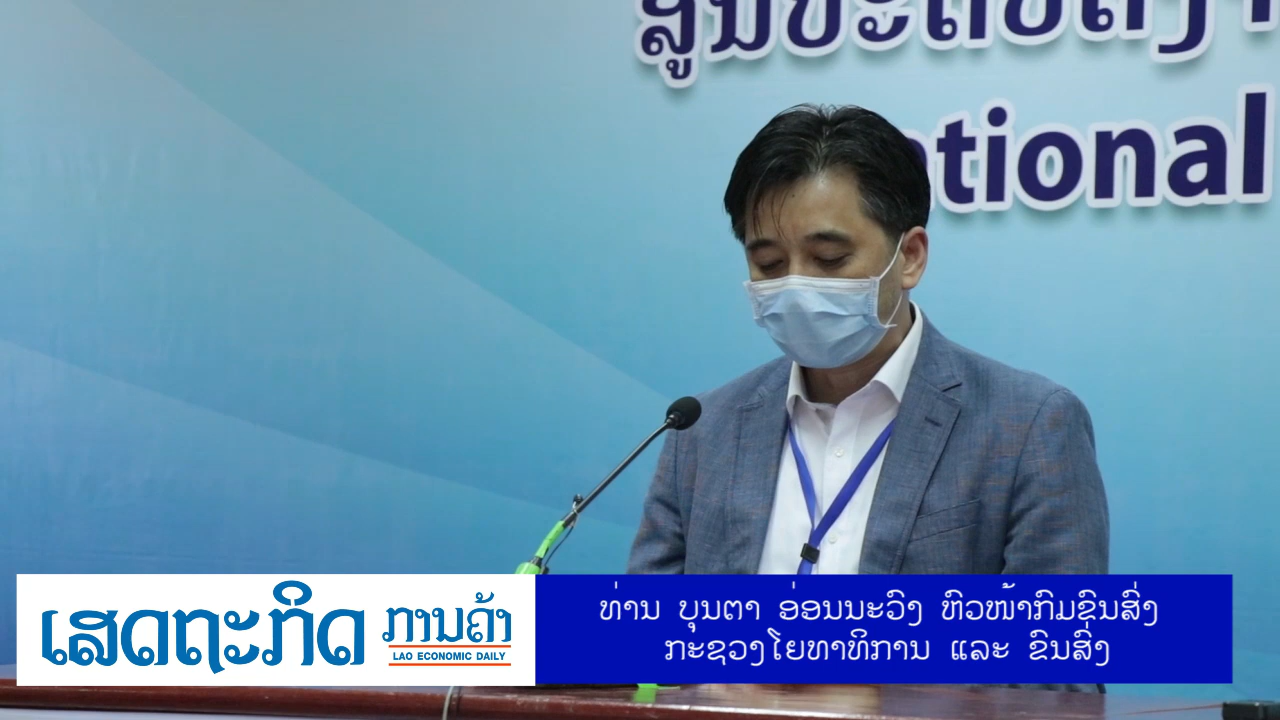 national
ເສດຖະກິດ ການຄ້າ
LAO ECONOMIC DAILY
ທ່ານ ບຸນຕາ ອ່ອນນະວົງ ຫົວໜ້າກົມຂົນສົ່ງ
ກະຊວງໂຍທາທິການ ແລະ ຂົນສົ່ງ